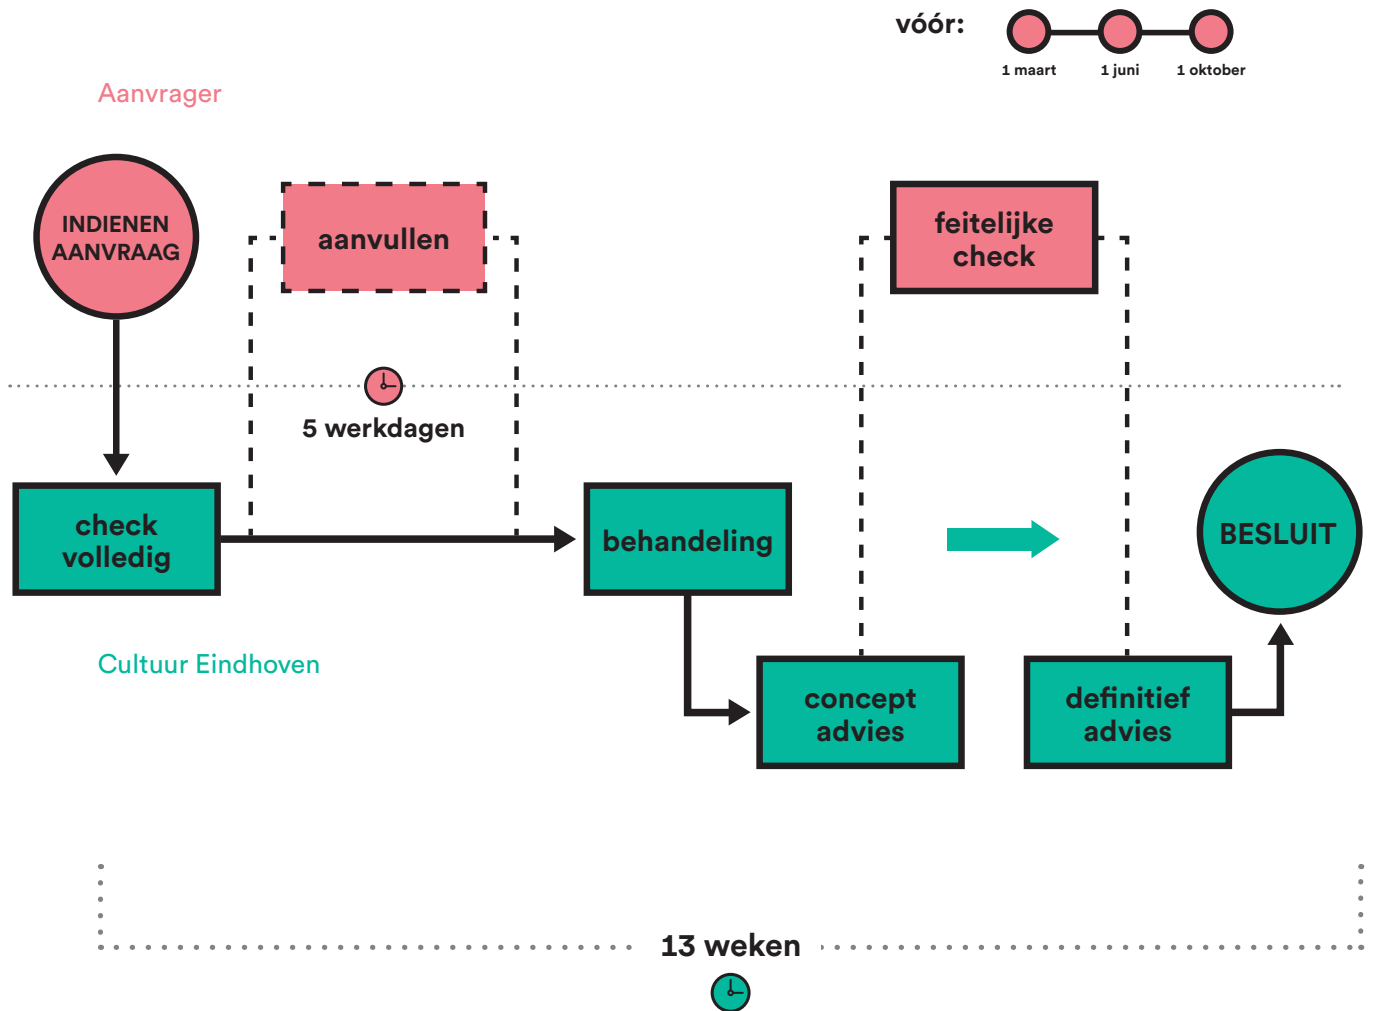 vóór:
1 maart
1 juni
1 oktober
Aanvrager
INDIENEN
AANVRAAG
aanvullen
feitelijke
check
5 werkdagen
check
volledig
behandeling
BESLUIT
Cultuur Eindhoven
concept
advies
definitief
advies
13 weken